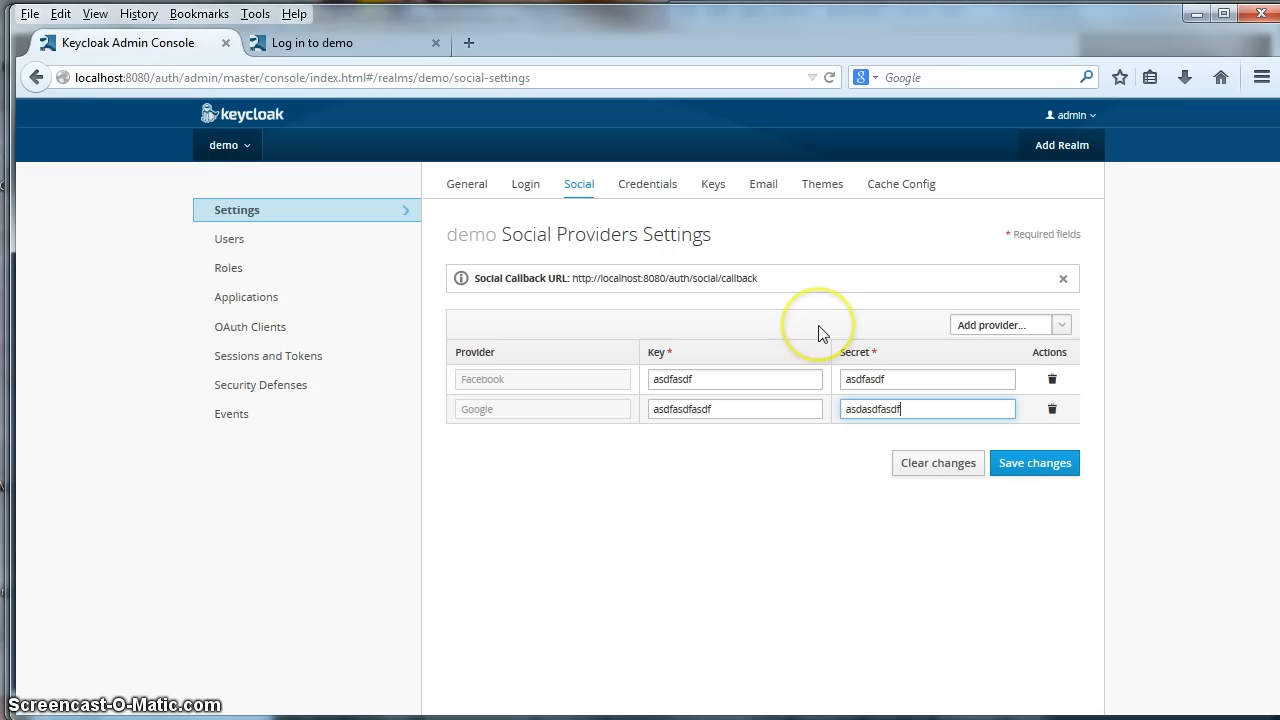 File Edit View History Bookmarks Tools Help
Keycloak Admin Console Log in to demo
localhost:8080/auth/admin/master/console/index.html#/realms/demo/social-settings Google
keycloak admin
demo Add Realm
General Login Social Credentials Keys Email Themes Cache Config
Settings
Users
Roles
Applications
OAuth Clients
Sessions and Tokens
Security Defenses
Events
demo Social Providers Settings * Required fields
Social Callback URL: http://localhost:8080/auth/social/callback
Add provider...
Provider Key * Secret * Actions
Facebook asdfasdf asdfasdf
Google asdfasdfasdf asdasdfasdf
Clear changes Save changes
Screencast-O-Matic.com